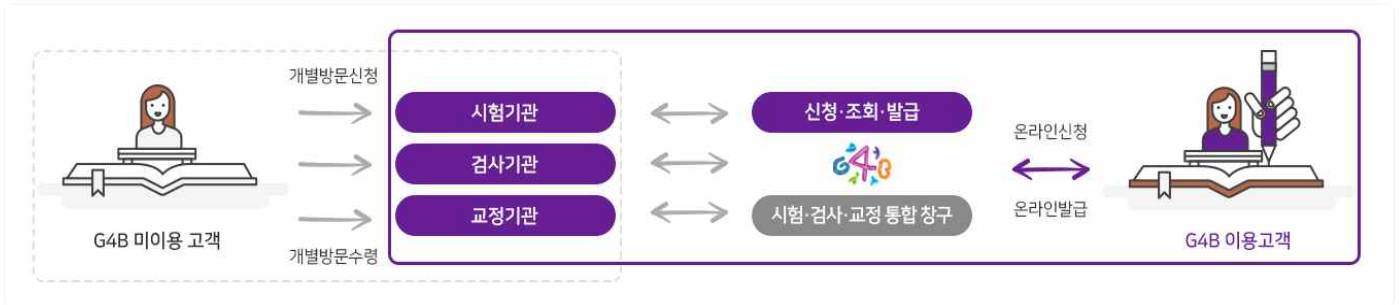 개별방문신청
시험기관
신청·조회·발급
온라인신청
검사기관
G4B
교정기관
시험·검사·교정 통합 창구
온라인발급
G4B 미이용 고객
개별방문수령
G4B 이용고객